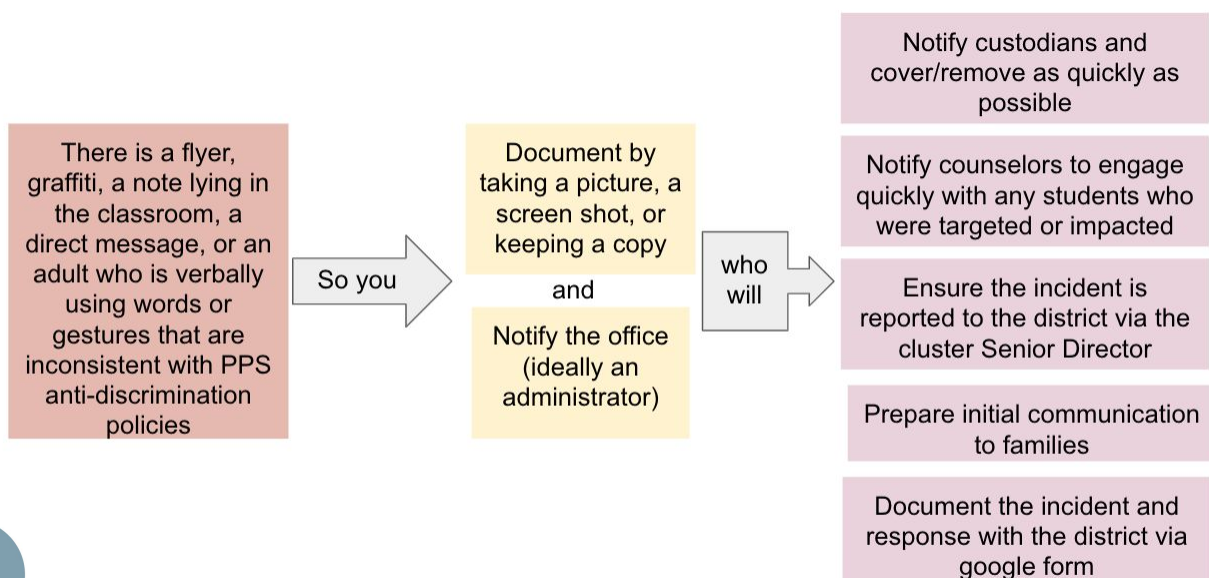 There is a flyer,
graffiti, a note lying in
the classroom, a
direct message, or an
adult who is verbally
using words or
gestures that are
inconsistent with PPS
anti-discrimination
policies
So you
Document by
taking a picture, a
screen shot, or
keeping a copy
and
Notify the office
(ideally an
administrator)
who
will
Notify custodians and
cover/remove as quickly as
possible
Notify counselors to engage
quickly with any students who
were targeted or impacted
Ensure the incident is
reported to the district via the
cluster Senior Director
Prepare initial communication
to families
Document the incident and
response with the district via
google form